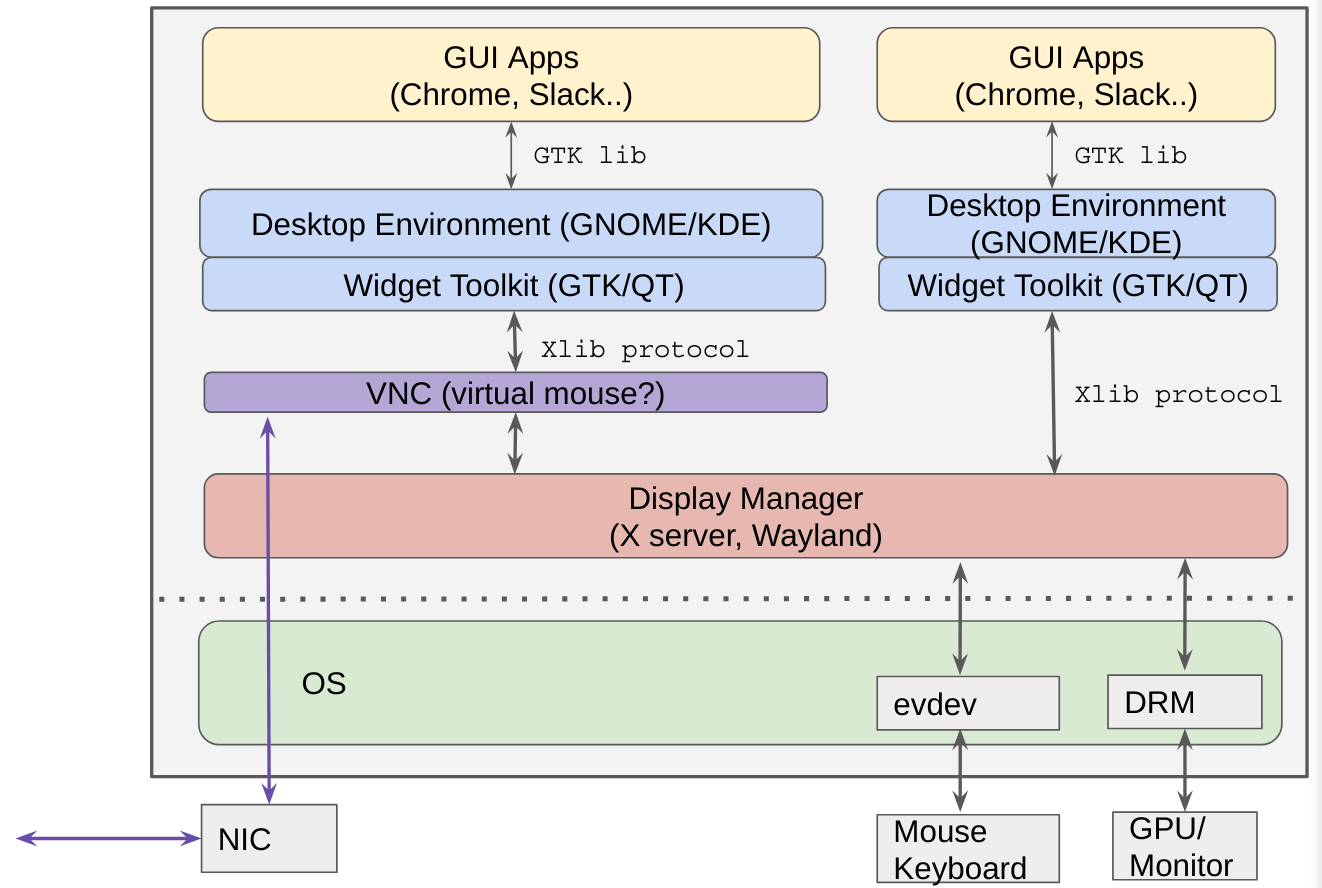 GUI Apps
(Chrome, Slack..)
GUI Apps
(Chrome, Slack..)
GTK lib
GTK lib
Desktop Environment (GNOME/KDE)
Desktop Environment
(GNOME/KDE)
Widget Toolkit (GTK/QT)
Widget Toolkit (GTK/QT)
Xlib protocol
VNC (virtual mouse?)
Xlib protocol
Display Manager
(X server, Wayland)
OS
evdev
DRM
NIC
Mouse
Keyboard
GPU/
Monitor